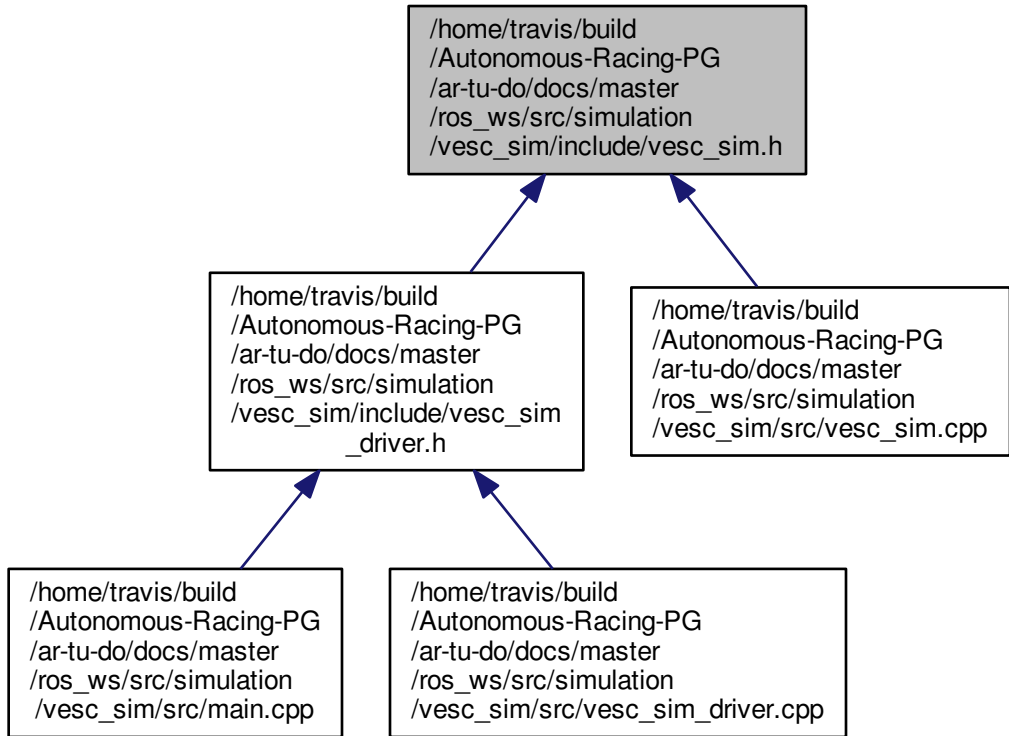 /home/travis/build
/Autonomous-Racing-PG
/ar-tu-do/docs/master
/ros_ws/src/simulation
/vesc_sim/include/vesc_sim.h
/home/travis/build
/Autonomous-Racing-PG
/ar-tu-do/docs/master
/ros_ws/src/simulation
/vesc_sim/include/vesc_sim
_driver.h
/home/travis/build
/Autonomous-Racing-PG
/ar-tu-do/docs/master
/ros_ws/src/simulation
/vesc_sim/src/vesc_sim.cpp
/home/travis/build
/Autonomous-Racing-PG
/ar-tu-do/docs/master
/ros_ws/src/simulation
/vesc_sim/src/main.cpp
/home/travis/build
/Autonomous-Racing-PG
/ar-tu-do/docs/master
/ros_ws/src/simulation
/vesc_sim/src/vesc_sim_driver.cpp